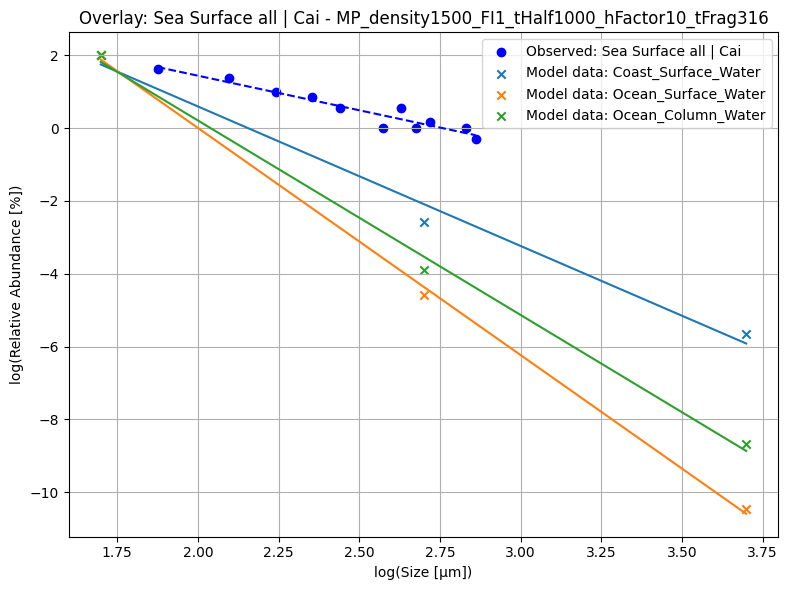 Overlay: Sea Surface all | Cai - MP_density1500_FI1_tHalf1000_hFactor10_tFrag316
Observed: Sea Surface all | Cai
Model data: Coast_Surface_Water
Model data: Ocean_Surface_Water
Model data: Ocean_Column_Water
log(Relative Abundance [%])
2
0
−2
−4
−6
−8
−10
1.75
2.00
2.25
2.50
2.75
3.00
3.25
3.50
3.75
log(Size [µm])